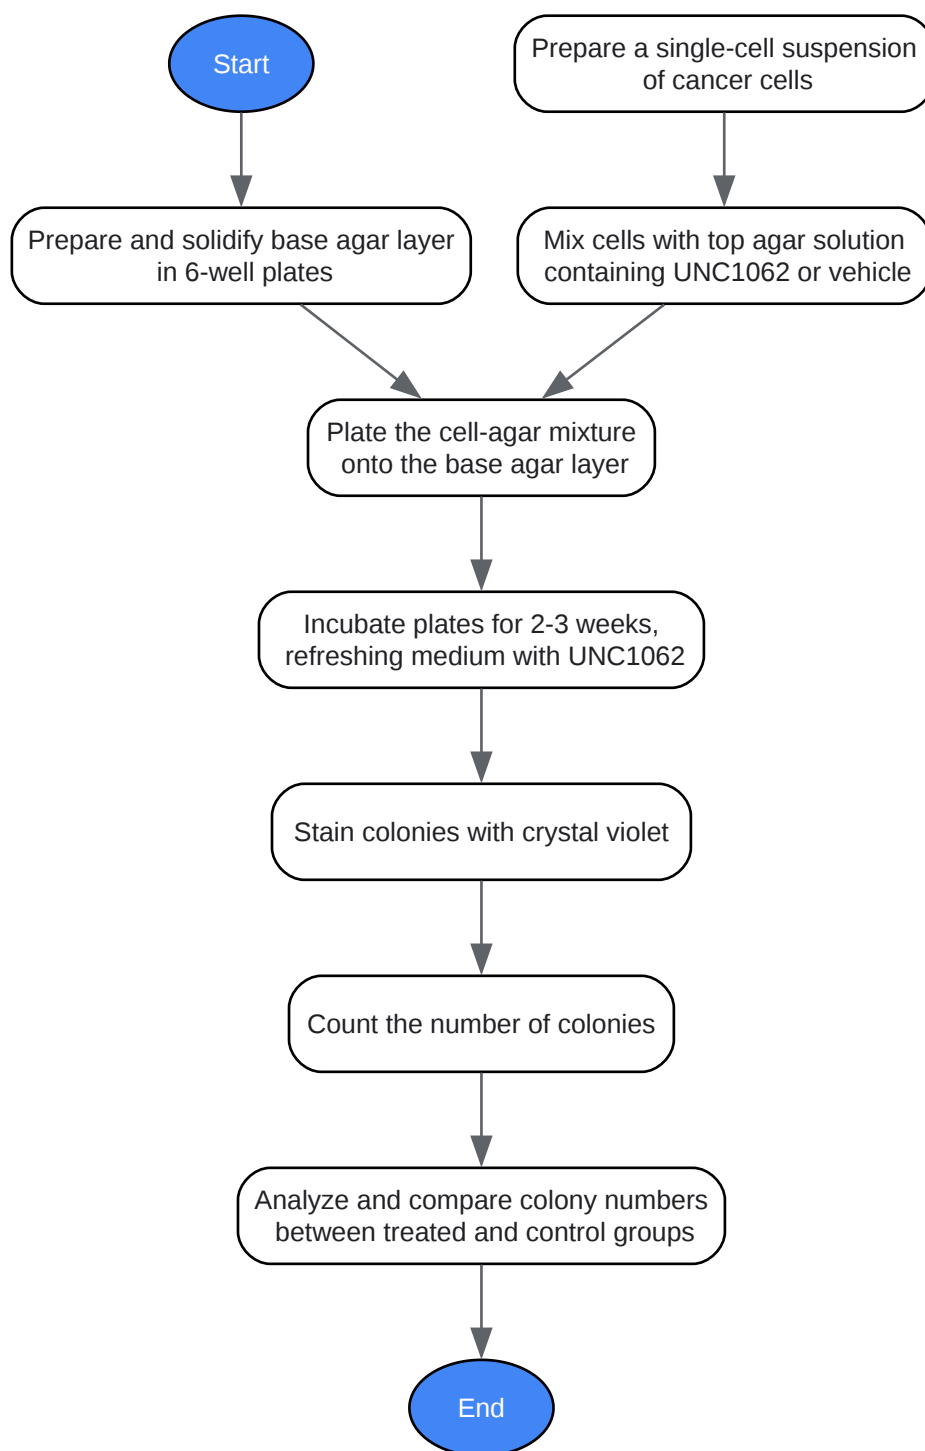 Start
Prepare a single-cell suspension
of cancer cells
Prepare and solidify base agar layer
in 6-well plates
Mix cells with top agar solution
containing UNC1062 or vehicle
Plate the cell-agar mixture
onto the base agar layer
Incubate plates for 2-3 weeks,
refreshing medium with UNC1062
Stain colonies with crystal violet
Count the number of colonies
Analyze and compare colony numbers
between treated and control groups
End